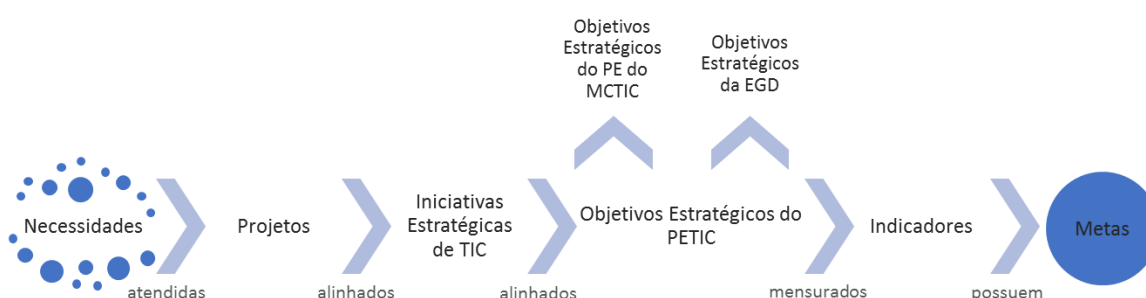 Objetivos
Estratégicos
do PE do
MCTIC
Objetivos
Estratégicos
da EGD
Necessidades
Projetos
Iniciativas
Estratégicas
de TIC
Objetivos Estratégicos do
PETIC
Indicadores
Metas
atendidas
alinhados
alinhados
mensurados
possuem